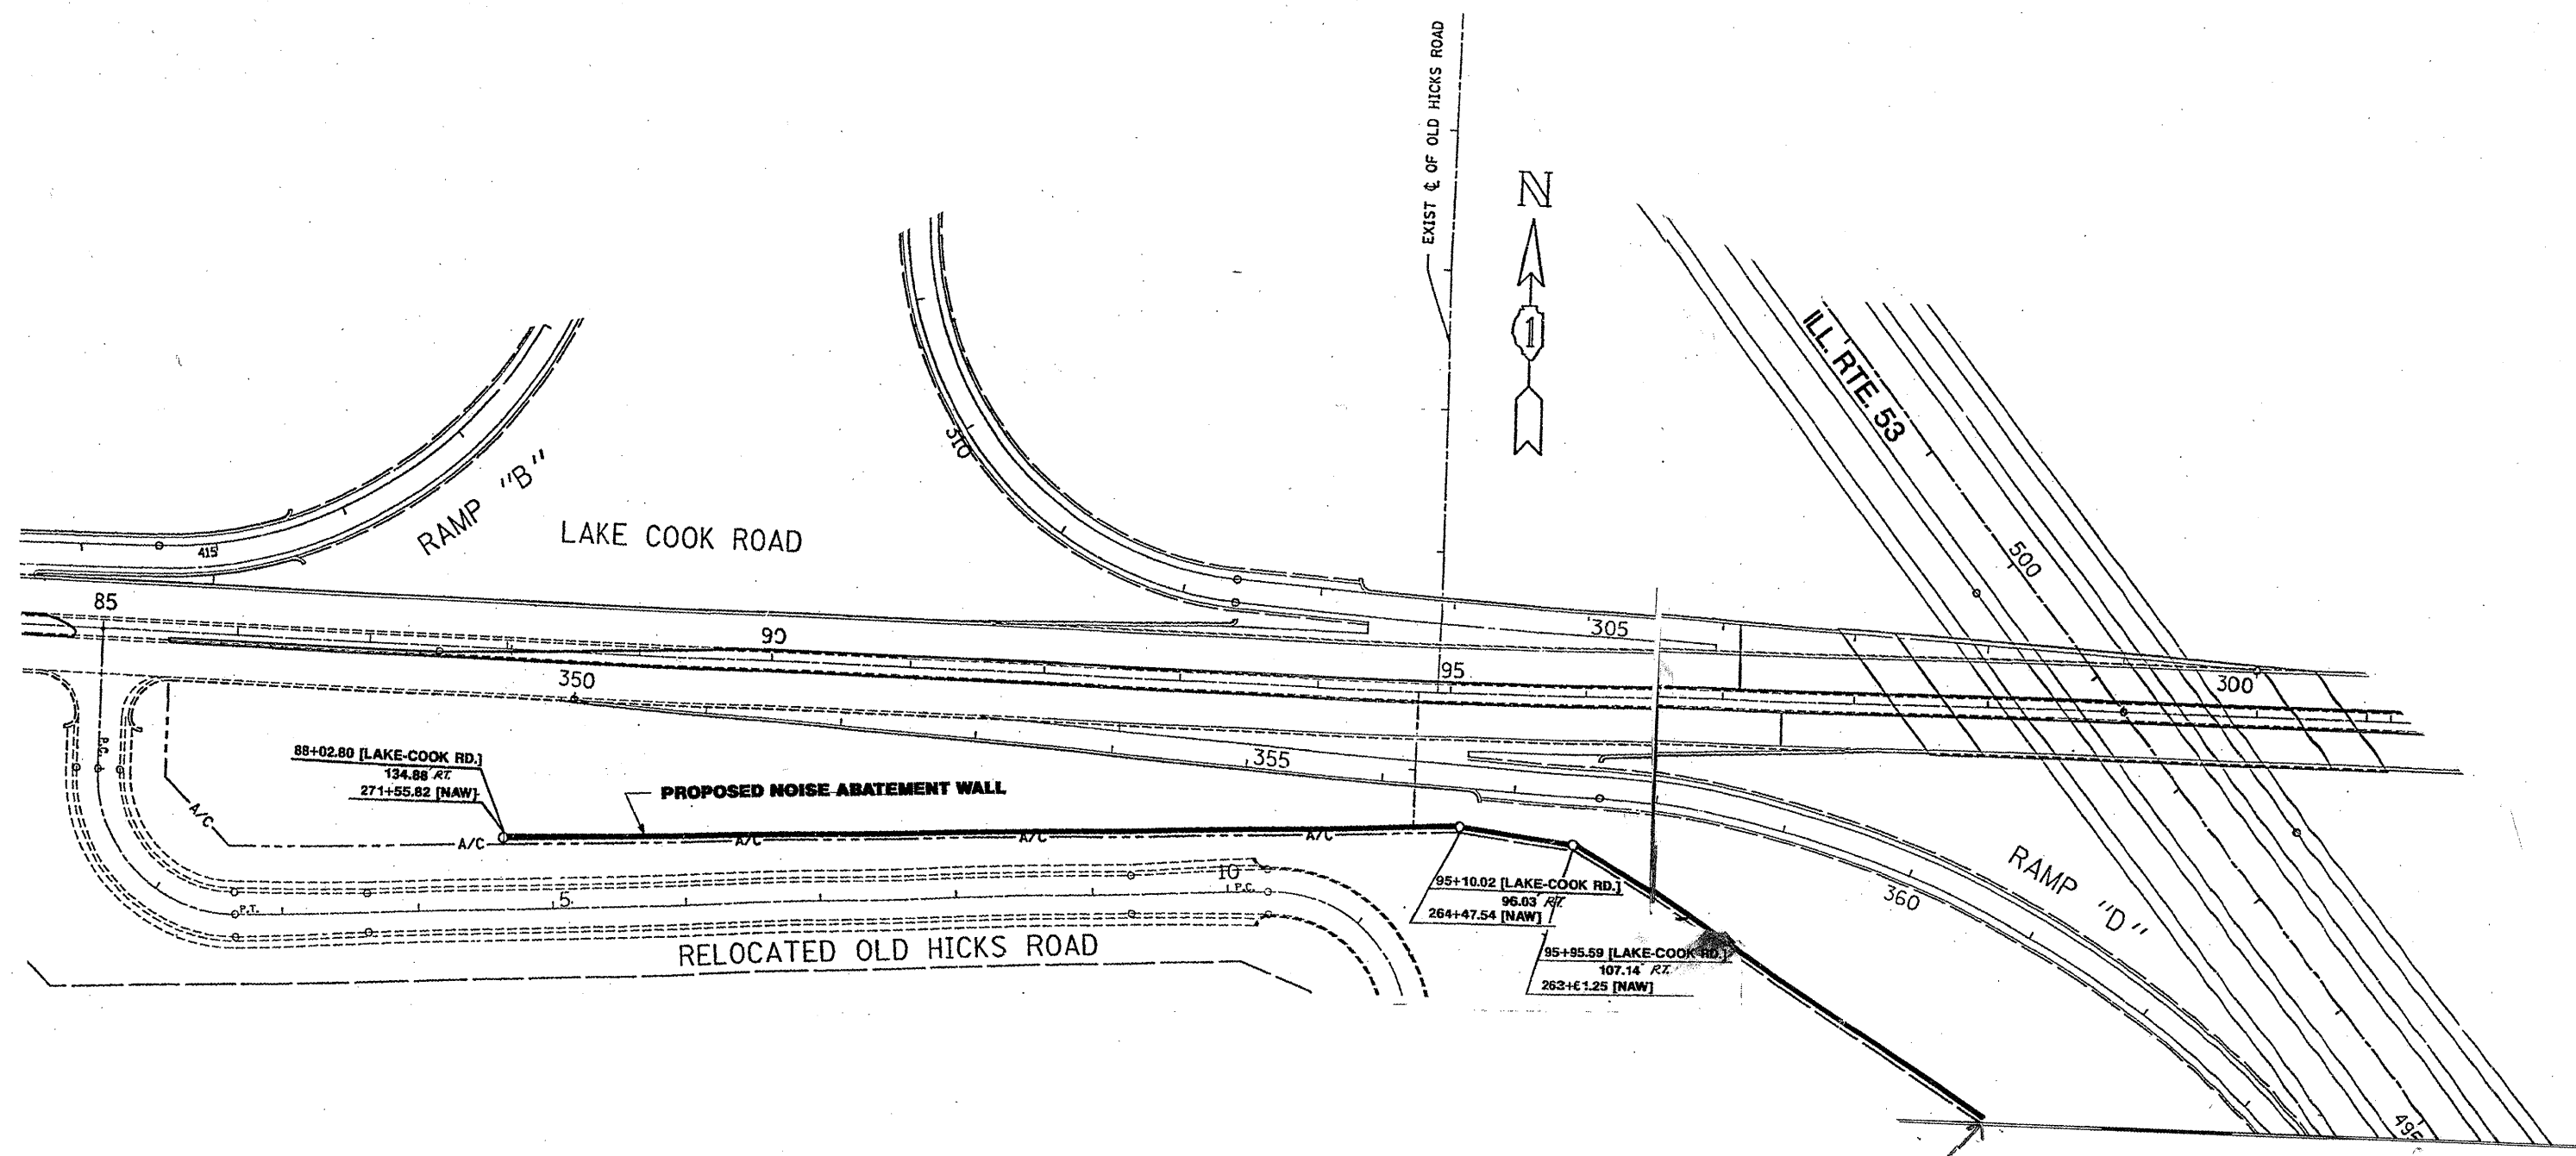 EXIST ℄ OF OLD HICKS ROAD
N
1
ILL. RTE. 53
310
RAMP "B"
LAKE COOK ROAD
415
500
85
90
305
95
350
300
355
P.C.
88+02.80 [LAKE-COOK RD.]
134.88' RT.
271+55.82 [NAW]
PROPOSED NOISE ABATEMENT WALL
A/C
A/C
A/C
A/C
A/C
RAMP "D"
360
10
P.C.
5
P.T.
95+10.02 [LAKE-COOK RD.]
96.03' RT.
264+47.54 [NAW]
RELOCATED OLD HICKS ROAD
95+95.59 [LAKE-COOK RD.]
107.14' RT.
[NAW]
495